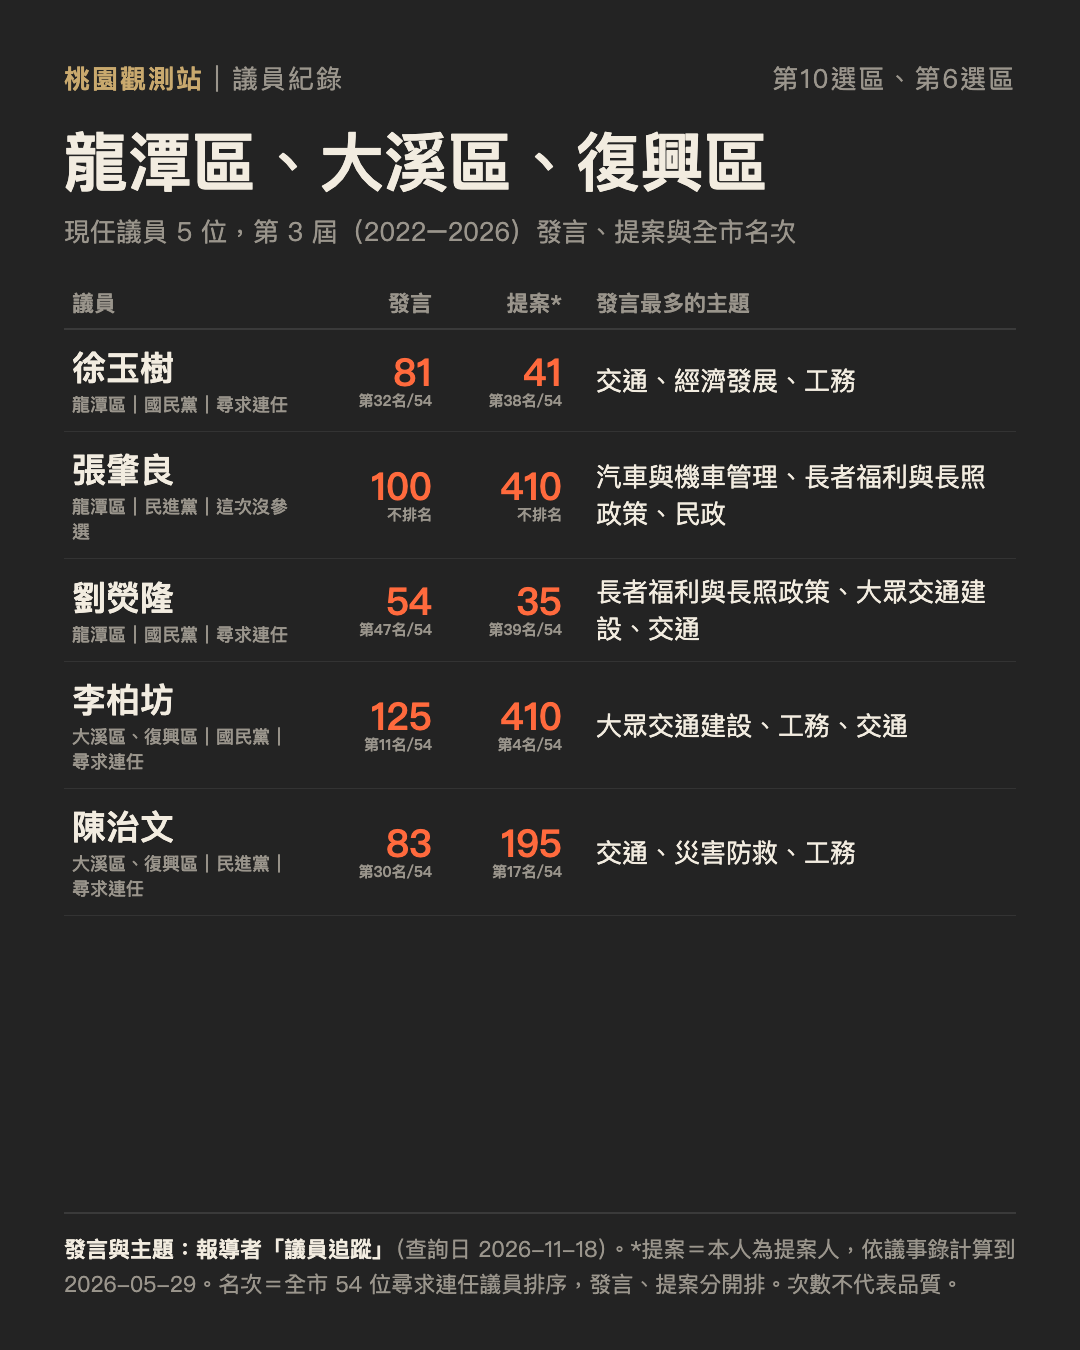 桃園觀測站｜議員紀錄
第10選區、第6選區
龍潭區、大溪區、復興區
現任議員 5 位，第 3 屆（2022—2026）發言、提案與全市名次
議員 發言 提案* 發言最多的主題
徐玉樹
龍潭區｜國民黨｜尋求連任
81
第32名/54
41
第38名/54
交通、經濟發展、工務
張肇良
龍潭區｜民進黨｜這次沒參
選
100
不排名
410
不排名
汽車與機車管理、長者福利與長照
政策、民政
劉熒隆
龍潭區｜國民黨｜尋求連任
54
第47名/54
35
第39名/54
長者福利與長照政策、大眾交通建
設、交通
李柏坊
大溪區、復興區｜國民黨｜
尋求連任
125
第11名/54
410
第4名/54
大眾交通建設、工務、交通
陳治文
大溪區、復興區｜民進黨｜
尋求連任
83
第30名/54
195
第17名/54
交通、災害防救、工務
發言與主題：報導者「議員追蹤」（查詢日 2026–11–18）。*提案＝本人為提案人，依議事錄計算到
2026–05–29。名次＝全市 54 位尋求連任議員排序，發言、提案分開排。次數不代表品質。